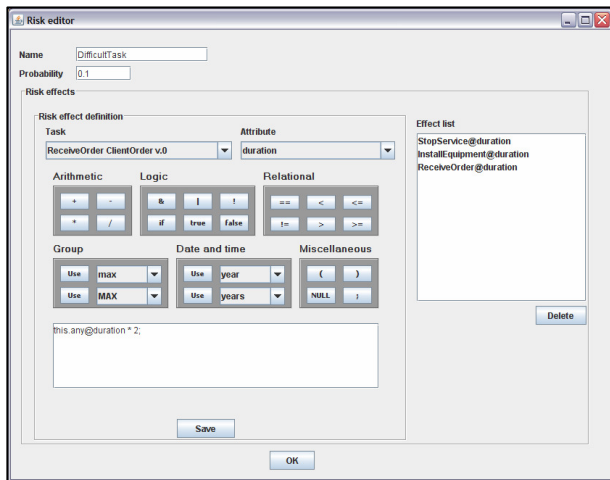 Risk editor
Name DifficultTask
Probability 0.1
Risk effects
Risk effect definition
Task Attribute
ReceiveOrder ClientOrder v.0 duration
Arithmetic Logic Relational
+ - & | ! == < <=
* / if true false != > >=
Group Date and time Miscellaneous
Use max Use year ( )
Use MAX Use years NULL ;
this.any@duration * 2;
Save
Effect list
StopService@duration
InstallEquipment@duration
ReceiveOrder@duration
Delete
OK